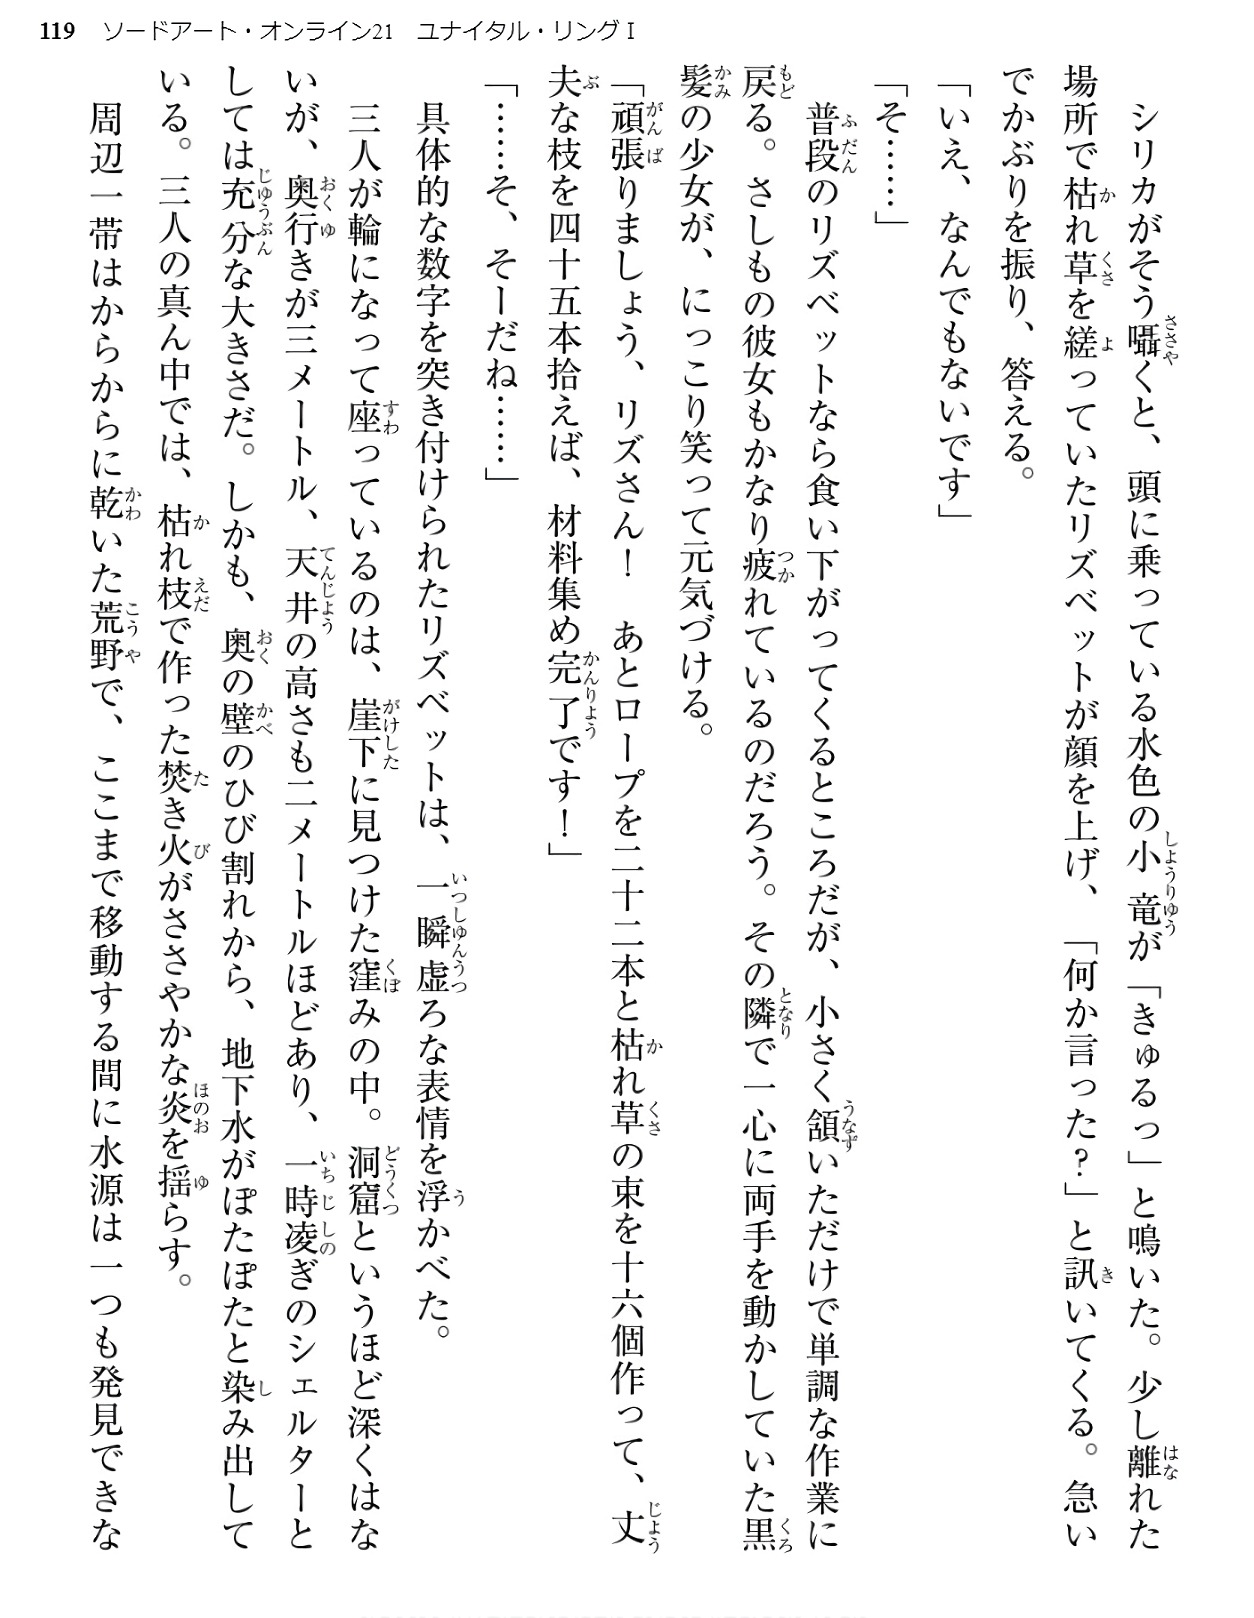 119 ソードアート・オンライン21 ユナイタル・リングⅠ
シリカがそう囁くと、頭に乗っている水色の小竜が「きゅるっ」と鳴いた。少し離れた
場所で枯れ草を縒っていたリズベットが顔を上げ、「何か言った?」と訊いてくる。急い
でかぶりを振り、答える。
「いえ、なんでもないです」
「そ……」
普段のリズベットなら食い下がってくるところだが、小さく頷いただけで単調な作業に
戻る。さしもの彼女もかなり疲れているのだろう。その隣で一心に両手を動かしていた黒
髪の少女が、にっこり笑って元気づける。
「頑張りましょう、リズさん! あとロープを二十二本と枯れ草の束を十六個作って、丈
夫な枝を四十五本拾えば、材料集め完了です!」
「……そ、そーだね……」
具体的な数字を突き付けられたリズベットは、一瞬虚ろな表情を浮かべた。
三人が輪になって座っているのは、崖下に見つけた窪みの中。洞窟というほど深くはな
いが、奥行きが三メートル、天井の高さも二メートルほどあり、一時凌ぎのシェルターと
しては充分な大きさだ。しかも、奥の壁のひび割れから、地下水がぽたぽたと染み出して
いる。三人の真ん中では、枯れ枝で作った焚き火がささやかな炎を揺らす。
周辺一帯はからからに乾いた荒野で、ここまで移動する間に水源は一つも発見できな